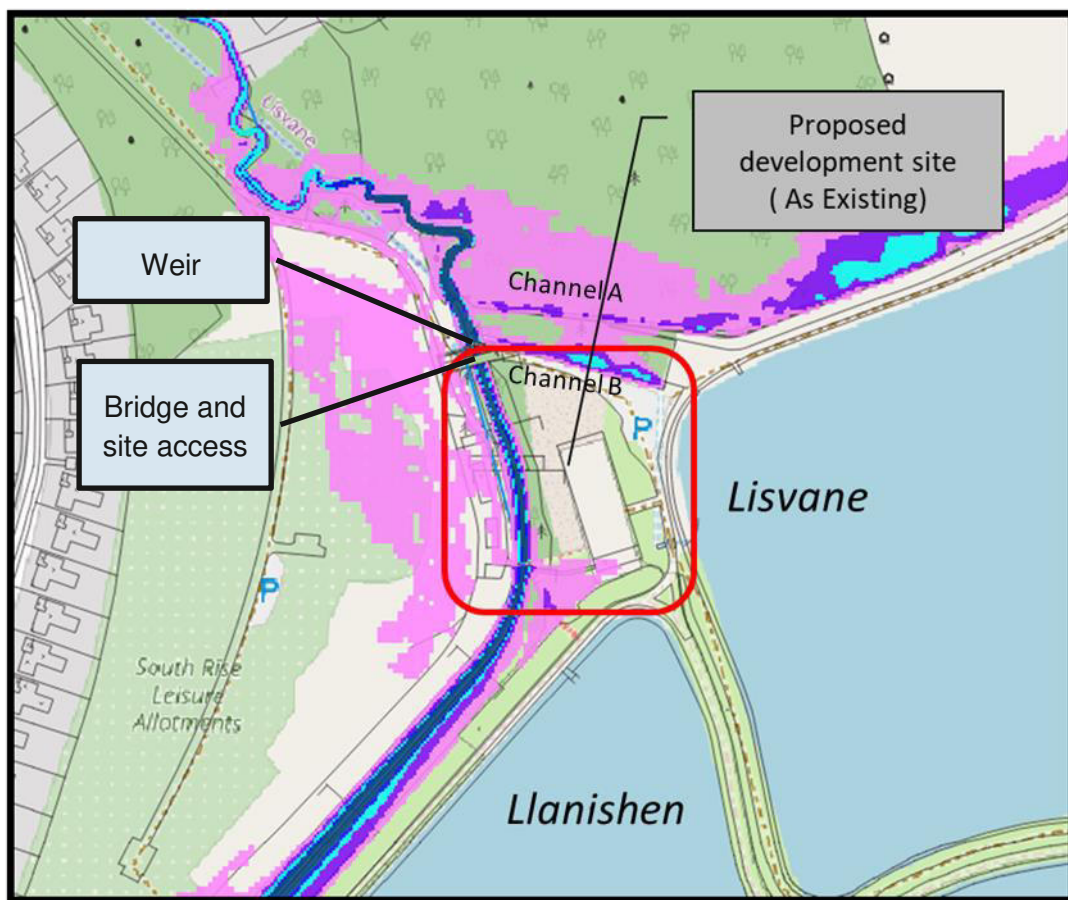 Lisvane
Proposed
development site
( As Existing)
Weir
Channel A
Bridge and
site access
Channel B
P
Lisvane
P
South Rise
Leisure
Allotments
Llanishen